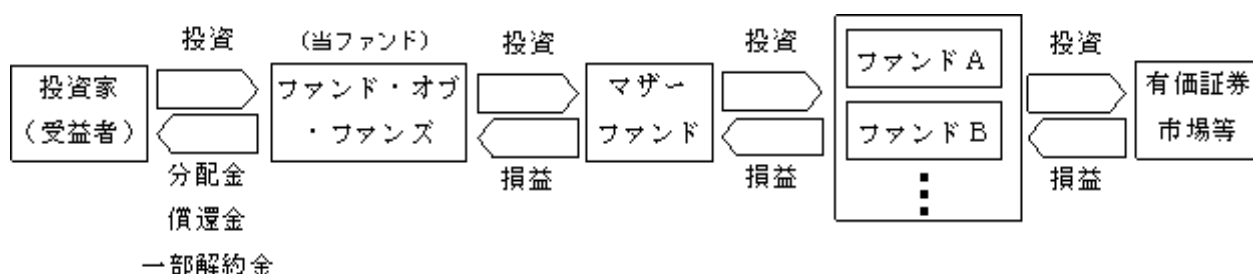 投資
(当ファンド)
投資
投資
投資
投資家
(受益者)
ファンド・オブ
・ファンズ
マザー
ファンド
ファンドA
ファンドB
有価証券
市場等
分配金
償還金
一部解約金
損益
損益
損益